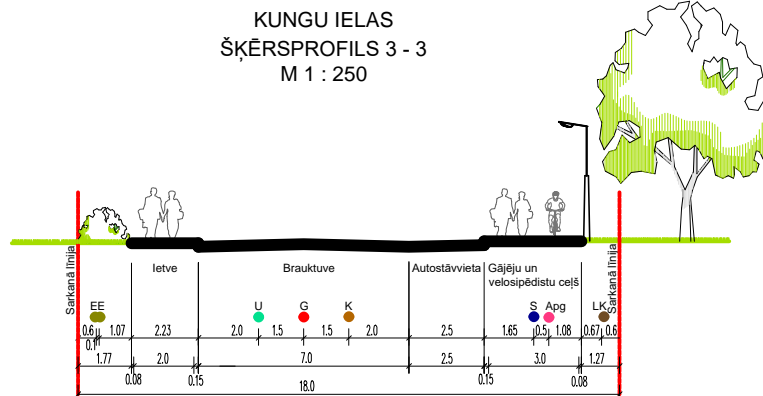 KUNGU IELAS
ŠĶĒRSPROFILS 3 - 3
M 1 : 250
Sarkanā līnija
Ietve
Brauktuve
Autostāvvieta
Gājēju un
velosipēdistu ceļš
Sarkanā līnija
EE
U
G
K
S
Apg
LK
0.6
1.07
2.23
2.0
1.5
1.5
2.0
2.5
1.65
0.5
1.08
0.67
0.6
0.1
1.77
2.0
7.0
2.5
3.0
1.27
0.08
0.15
0.15
0.08
18.0